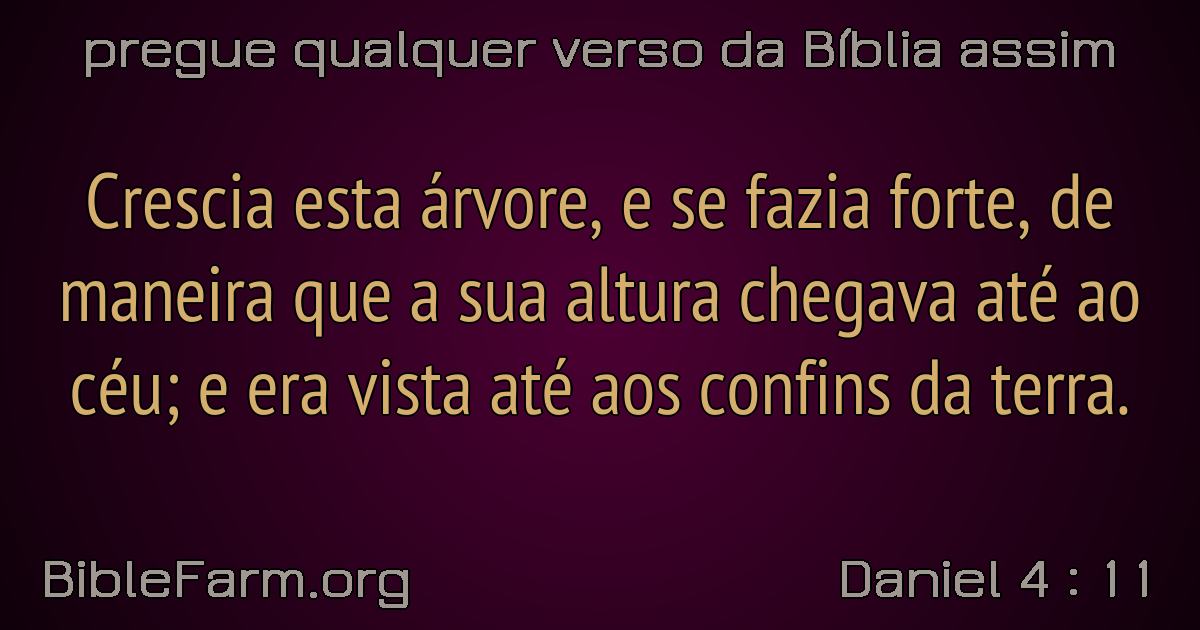 pregue qualquer verso da Bíblia assim
Crescia esta árvore, e se fazia forte, de
maneira que a sua altura chegava até ao
céu; e era vista até aos confins da terra.
BibleFarm.org
Daniel 4 : 11